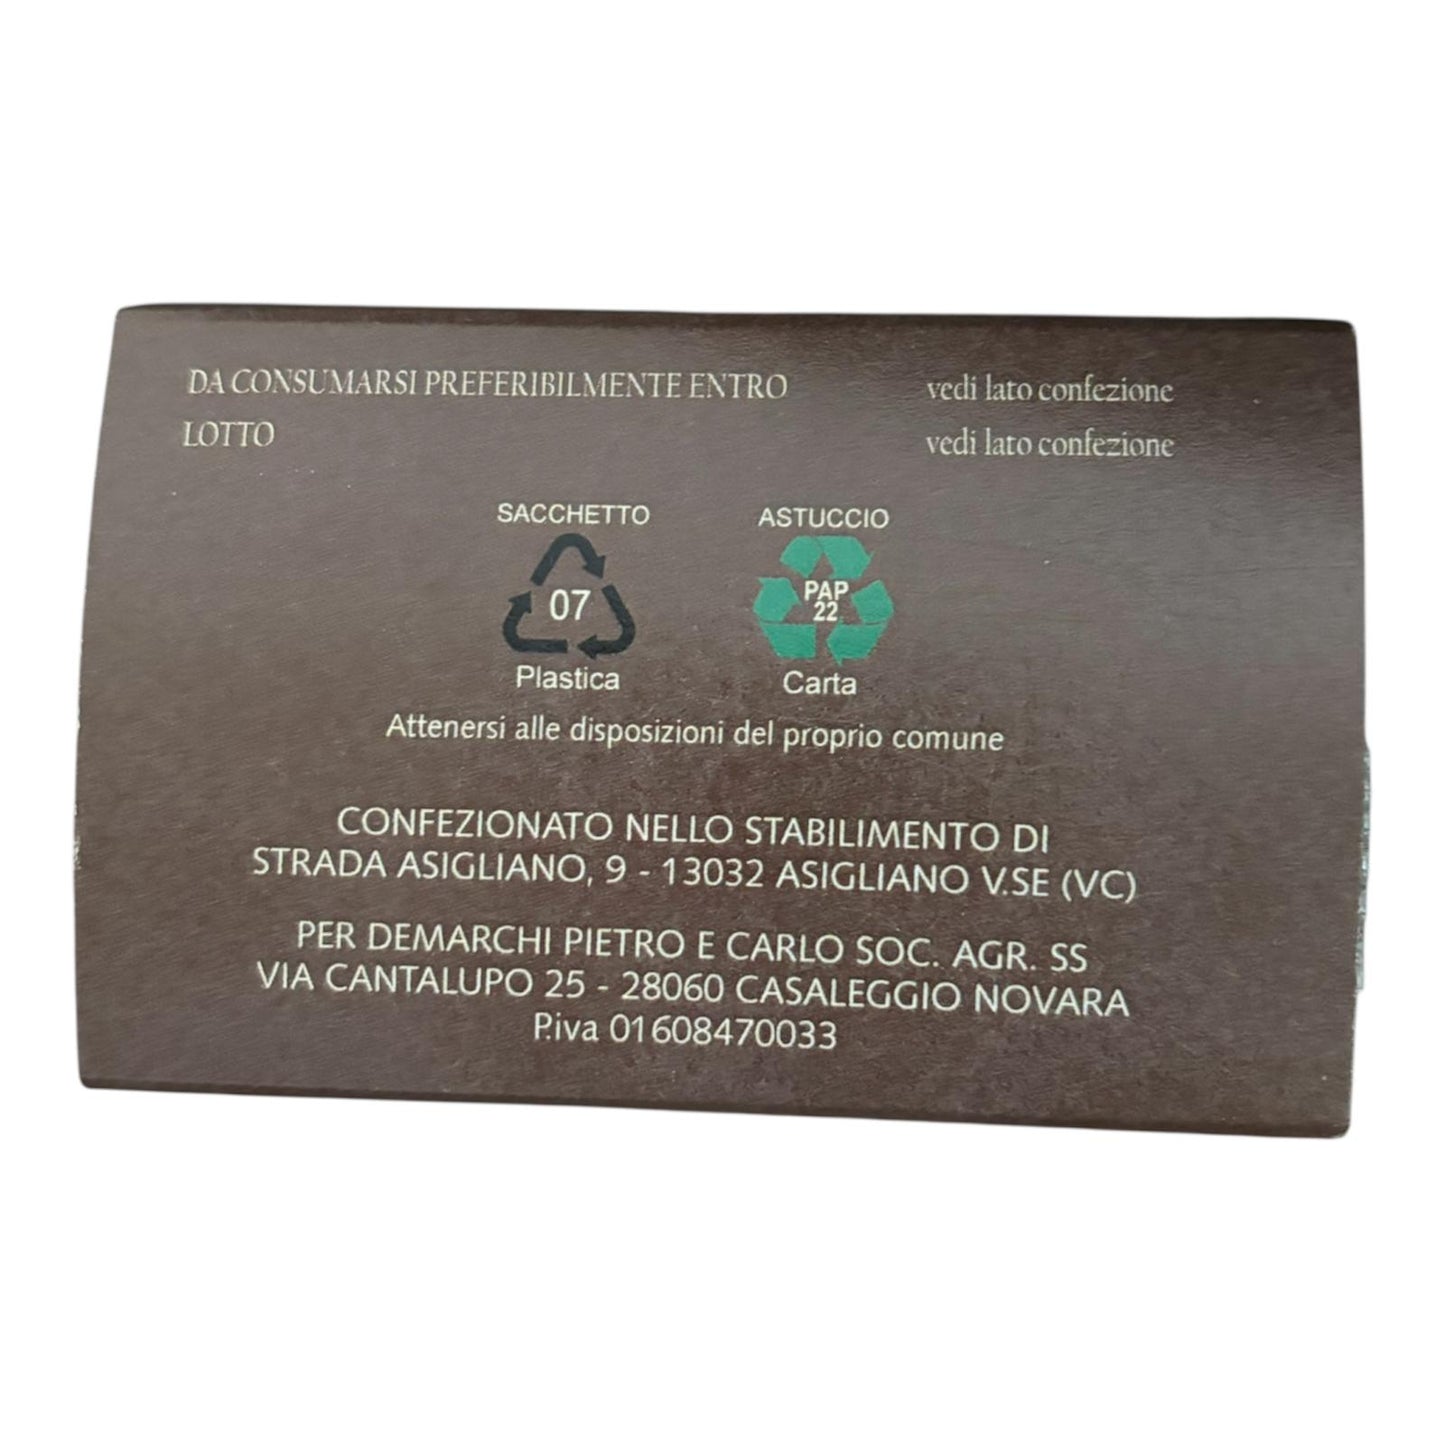 DA CONSUMARSI PREFERIBILMENTE ENTRO vedi lato confezione
LOTTO vedi lato confezione
SACCHETTO ASTUCCIO
07 PAP
22
Plastica Carta
Attenersi alle disposizioni del proprio comune
CONFEZIONATO NELLO STABILIMENTO DI
STRADA ASIGLIANO, 9 - 13032 ASIGLIANO V.SE (VC)
PER DEMARCHI PIETRO E CARLO SOC. AGR. SS
VIA CANTALUPO 25 - 28060 CASALEGGIO NOVARA
P.iva 01608470033